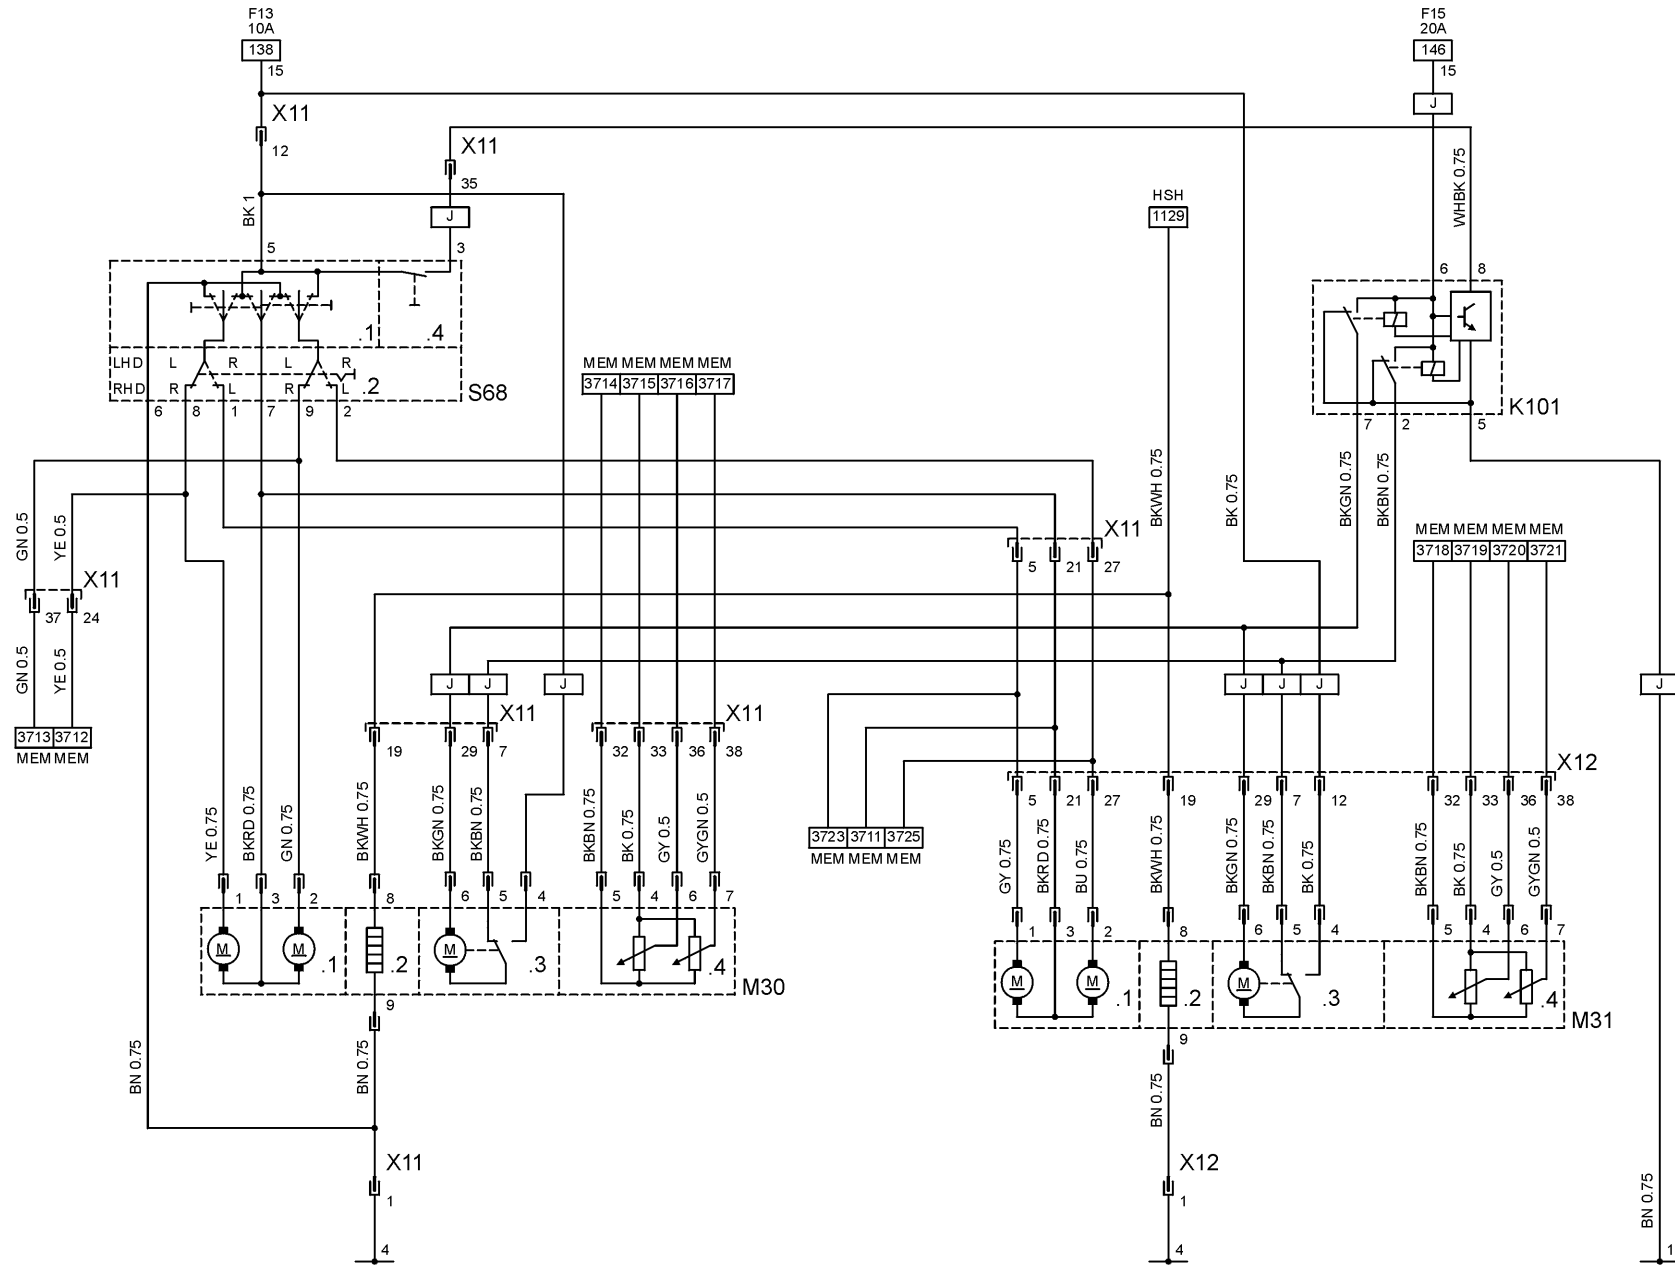 F13
10A
138
15
F15
20A
146
15
J
X11
12
X11
35
J
3
BK 1
5
HSH
1129
WHBK 0.75
6 8
.1 .4
LHD L R L R
RHD R L R L
.2
S68
6 8 1 7 9 2
MEM MEM MEM MEM
3714 3715 3716 3717
K101
7 2 5
BKWH 0.75
BK 0.75
BKGN 0.75
BKBN 0.75
GN 0.5
YE 0.5
X11
5 21 27
MEM MEM MEM MEM
3718 3719 3720 3721
X11
37 24
GN 0.5
YE 0.5
J J J
J J J
J
3713 3712
MEM MEM
X11
19 29 7
X11
32 33 36 38
X12
5 21 27 19 29 7 12 32 33 36 38
3723 3711 3725
MEM MEM MEM
YE 0.75
BKRD 0.75
GN 0.75
BKWH 0.75
BKGN 0.75
BKBN 0.75
BKBN 0.75
BK 0.75
GY 0.5
GYGN 0.5
GY 0.75
BKRD 0.75
BU 0.75
BKWH 0.75
BKGN 0.75
BKBN 0.75
BK 0.75
BKBN 0.75
BK 0.75
GY 0.5
GYGN 0.5
1 3 2 8 6 5 4 5 4 6 7
M M .1 .2 M .3 .4
M30
9
1 3 2 8 6 5 4 5 4 6 7
M M .1 .2 M .3 .4
M31
9
BN 0.75
BN 0.75
BN 0.75
BN 0.75
X11
1
4
X12
1
4
1